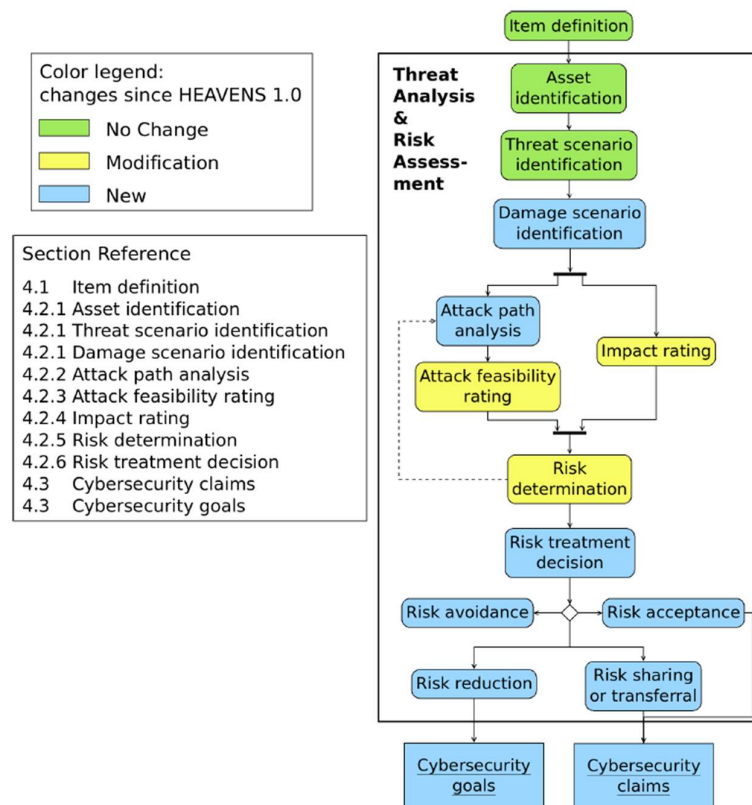 Color legend:
changes since HEAVENS 1.0
No Change
Modification
New
Section Reference
4.1 Item definition
4.2.1 Asset identification
4.2.1 Threat scenario identification
4.2.1 Damage scenario identification
4.2.2 Attack path analysis
4.2.3 Attack feasibility rating
4.2.4 Impact rating
4.2.5 Risk determination
4.2.6 Risk treatment decision
4.3 Cybersecurity claims
4.3 Cybersecurity goals
Item definition
Threat
Analysis
&
Risk
Assess-
ment
Asset
identification
Threat scenario
identification
Damage scenario
identification
Attack path
analysis
Impact rating
Attack feasibility
rating
Risk
determination
Risk treatment
decision
Risk avoidance
Risk acceptance
Risk reduction
Risk sharing
or transferral
Cybersecurity
goals
Cybersecurity
claims